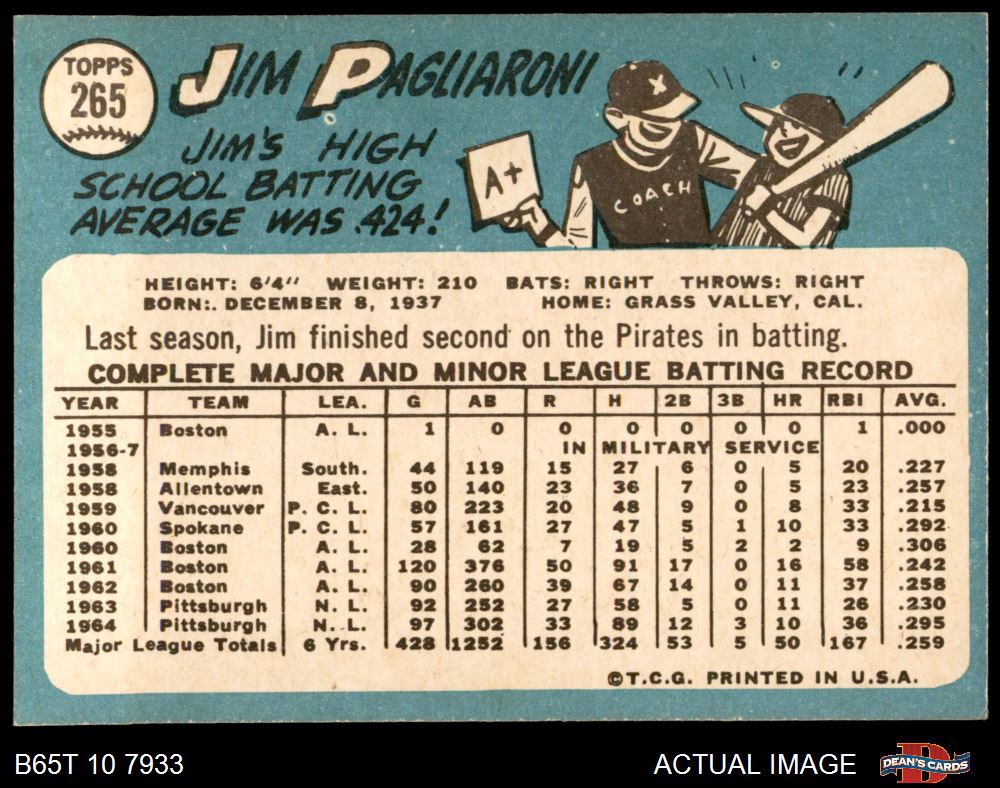 TOPPS
265
JIM PAGLIARONI
JIM'S HIGH
SCHOOL BATTING
AVERAGE WAS .424!
A+
X
COACH
HEIGHT: 6'4" WEIGHT: 210 BATS: RIGHT THROWS: RIGHT
BORN:. DECEMBER 8, 1937 HOME: GRASS VALLEY, CAL.
Last season, Jim finished second on the Pirates in batting.
COMPLETE MAJOR AND MINOR LEAGUE BATTING RECORD
YEAR TEAM LEA. G AB R H 2B 3B HR RBI AVG.
1955 Boston A. L. 1 0 0 0 0 0 0 1 .000
1956-7 IN MILITARY SERVICE
1958 Memphis South. 44 119 15 27 6 0 5 20 .227
1958 Allentown East. 50 140 23 36 7 0 5 23 .257
1959 Vancouver P. C. L. 80 223 20 48 9 0 8 33 .215
1960 Spokane P. C. L. 57 161 27 47 5 1 10 33 .292
1960 Boston A. L. 28 62 7 19 5 2 2 9 .306
1961 Boston A. L. 120 376 50 91 17 0 16 58 .242
1962 Boston A. L. 90 260 39 67 14 0 11 37 .258
1963 Pittsburgh N. L. 92 252 27 58 5 0 11 26 .230
1964 Pittsburgh N. L. 97 302 33 89 12 3 10 36 .295
Major League Totals 6 Yrs. 428 1252 156 324 53 5 50 167 .259
©T.C.G. PRINTED IN U.S.A.
B65T 10 7933 ACTUAL IMAGE
D
DEAN'S CARDS